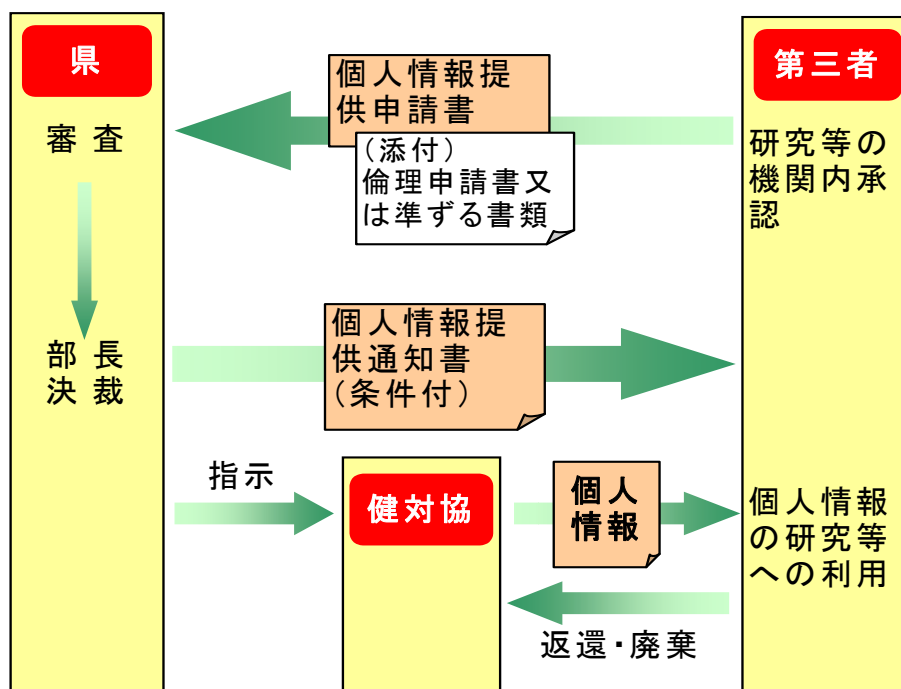 県
第三者
個人情報提
供申請書
(添付)
倫理申請書又
は準ずる書類
審査
研究等の
機関内承
認
部長
決裁
個人情報提
供通知書
(条件付)
指示
健対協
個人
情報
個人情報
の研究等
への利用
返還・廃棄